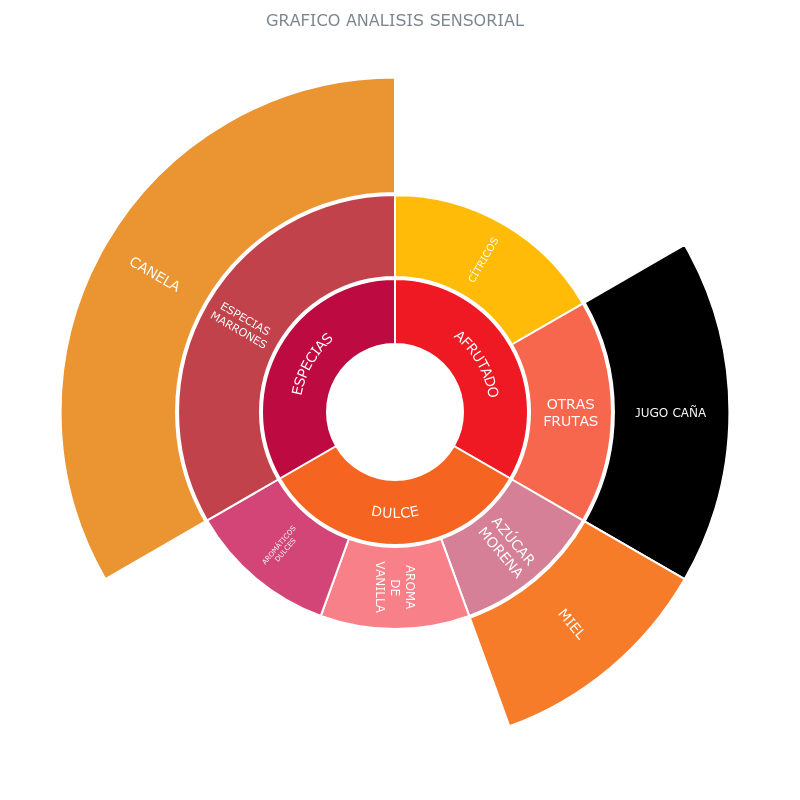 GRAFICO ANALISIS SENSORIAL
CANELA
ESPECIAS
MARRONES
ESPECIAS
CÍTRICOS
AFRUTADO
OTRAS
FRUTAS
JUGO CAÑA
DULCE
AZÚCAR
MORENA
MIEL
AROMA
DE
VANILLA
AROMÁTICOS
DULCES